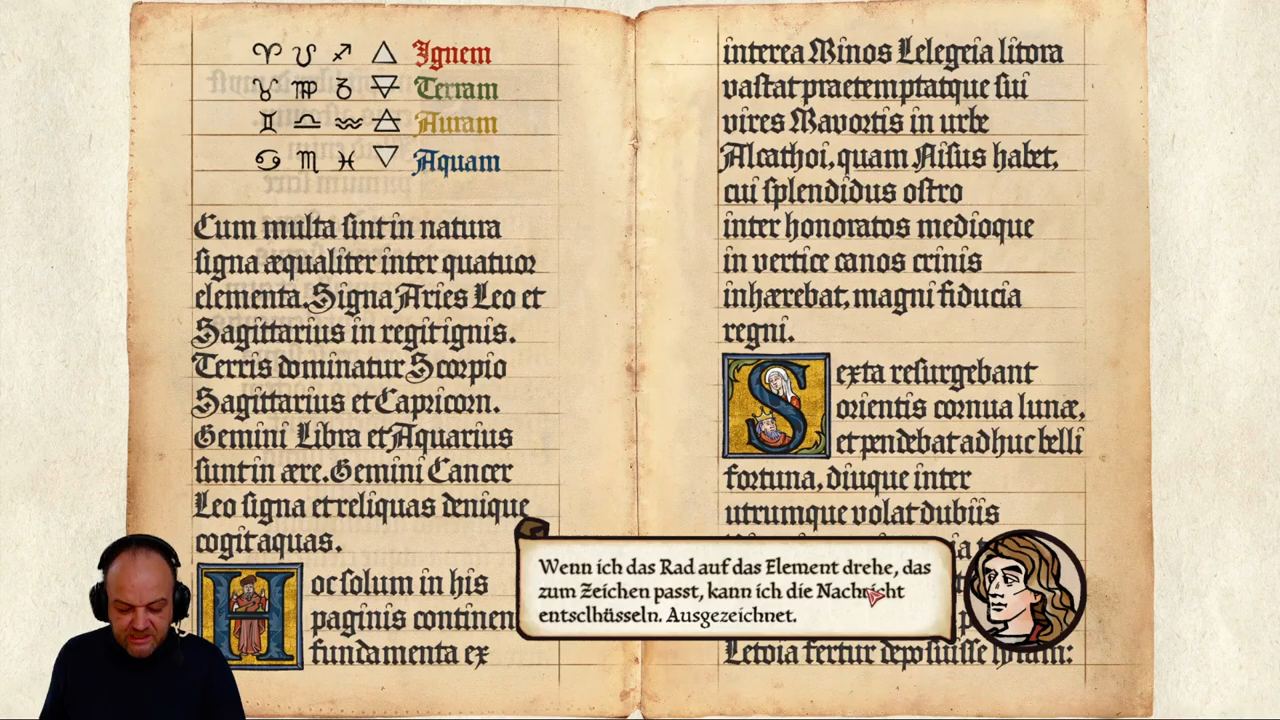 ♈ ♌ ♐ 🜂 Ignem
♉ ♍ ♑ 🜃 Terram
♊ ♎ ♒ 🜁 Auram
♋ ♏ ♓ 🜄 Aquam
Cum multa sint in natura
signa æqualiter inter quatuor
elementa. Signa Aries Leo et
Sagittarius in regit ignis.
Terris dominatur Scorpio
Sagittarius et Capricorn.
Gemini Libra et Aquarius
sunt in ære. Gemini Cancer
Leo signa et reliquas denique
cogit aquas.
Hoc solum in his
paginis continen
fundamenta ex
interea Minos Lelegeia litora
vastat praetemptatque sui
vires Mavortis in urbe
Alcathoi, quam Nisus habet,
cui splendidus ostro
inter honoratos medioque
in vertice canos crinis
inhærebat, magni fiducia
regni.
Sexta resurgebant
orientis cornua lunæ,
et pendebat adhuc belli
fortuna, diuque inter
utrumque volat dubiis
Letoia fertur deposuisse
Wenn ich das Rad auf das Element drehe, das
zum Zeichen passt, kann ich die Nachricht
entsclhüsseln. Ausgezeichnet.